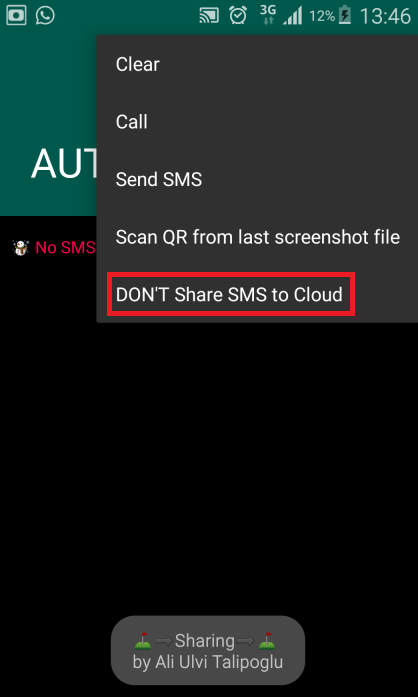 3G 12% 13:46
Clear
Call
AUT
Send SMS
Scan QR from last screenshot file
No SMS
DON'T Share SMS to Cloud
Sharing
by Ali Ulvi Talipoglu